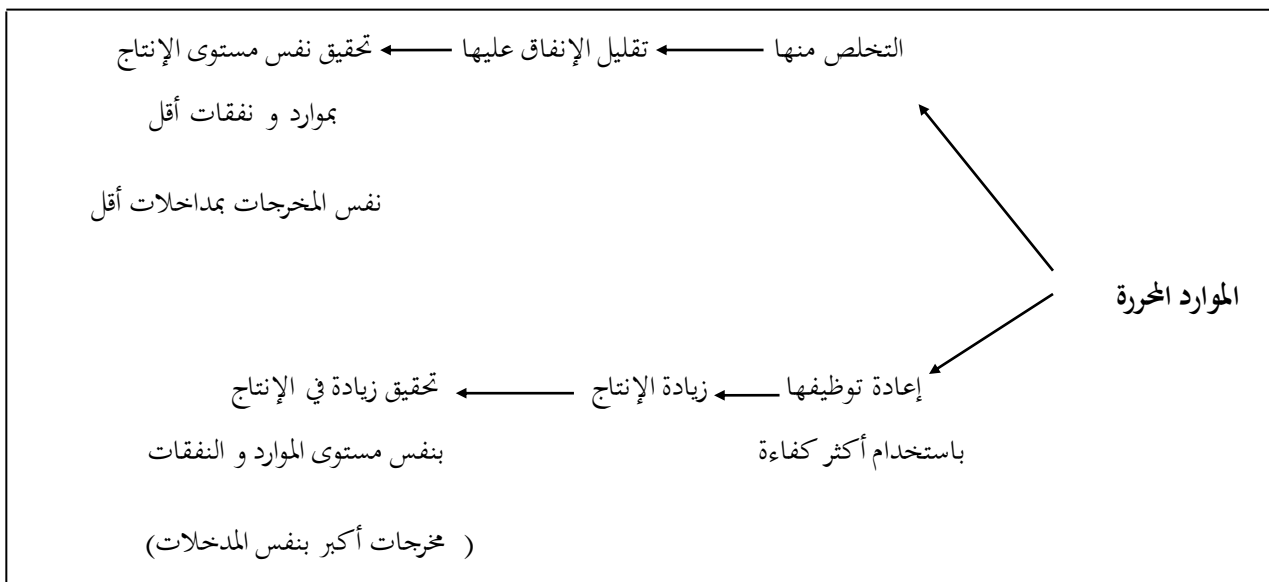 التخلص منها تقليل الإنفاق عليها تحقيق نفس مستوى الإنتاج
بموارد و نفقات أقل
نفس المخرجات بمداخلات أقل
الموارد المحررة
إعادة توظيفها زيادة الإنتاج تحقيق زيادة في الإنتاج
باستخدام أكثر كفاءة بنفس مستوى الموارد و النفقات
( مخرجات أكبر بنفس المدخلات)